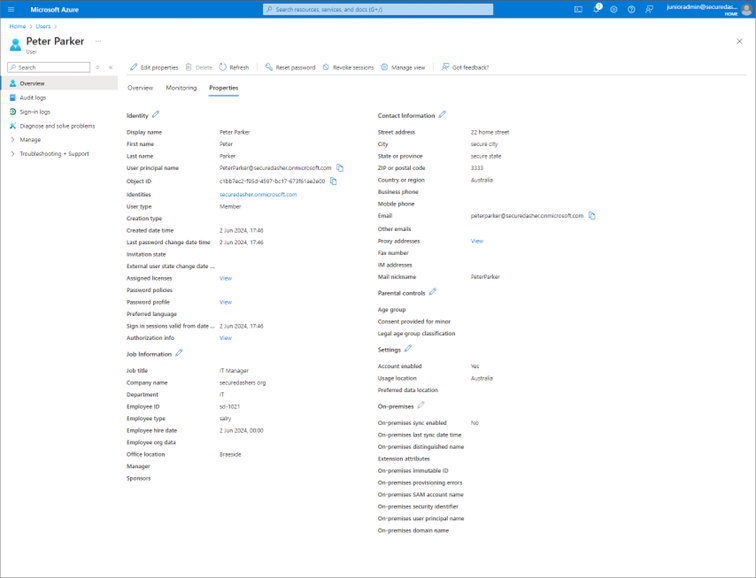 Microsoft Azure
Search resources, services, and docs (G+/)
1
junioradmin@securedas...
HOME
Home > Users >
Peter Parker ...
User
Search
Edit properties Delete Refresh Reset password Revoke sessions Manage view Got feedback?
Overview
Audit logs
Sign-in logs
Diagnose and solve problems
Manage
Troubleshooting + Support
Overview Monitoring Properties
Identity
Display name Peter Parker
First name Peter
Last name Parker
User principal name PeterParker@securedasher.onmicrosoft.com
Object ID
Identities securedasher.onmicrosoft.com
User type Member
Creation type
Created date time 2 Jun 2024, 17:46
Last password change date time 2 Jun 2024, 17:46
Invitation state
External user state change date ...
Assigned licenses View
Password policies
Password profile View
Preferred language
Sign in sessions valid from date ... 2 Jun 2024, 17:46
Authorization info View
Job Information
Job title IT Manager
Company name securedashers org
Department IT
Employee ID sd-1021
Employee type salty
Employee hire date 2 Jun 2024, 00:00
Employee org data
Office location Braeside
Manager
Sponsors
Contact Information
Street address 22 home street
City secure city
State or province secure state
ZIP or postal code 3333
Country or region Australia
Business phone
Mobile phone
Email peterparker@securedasher.onmicrosoft.com
Other emails
Proxy addresses View
Fax number
IM addresses
Mail nickname PeterParker
Parental controls
Age group
Consent provided for minor
Legal age group classification
Settings
Account enabled Yes
Usage location Australia
Preferred data location
On-premises
On-premises sync enabled No
On-premises last sync date time
On-premises distinguished name
Extension attributes
On-premises immutable ID
On-premises provisioning errors
On-premises SAM account name
On-premises security identifier
On-premises user principal name
On-premises domain name